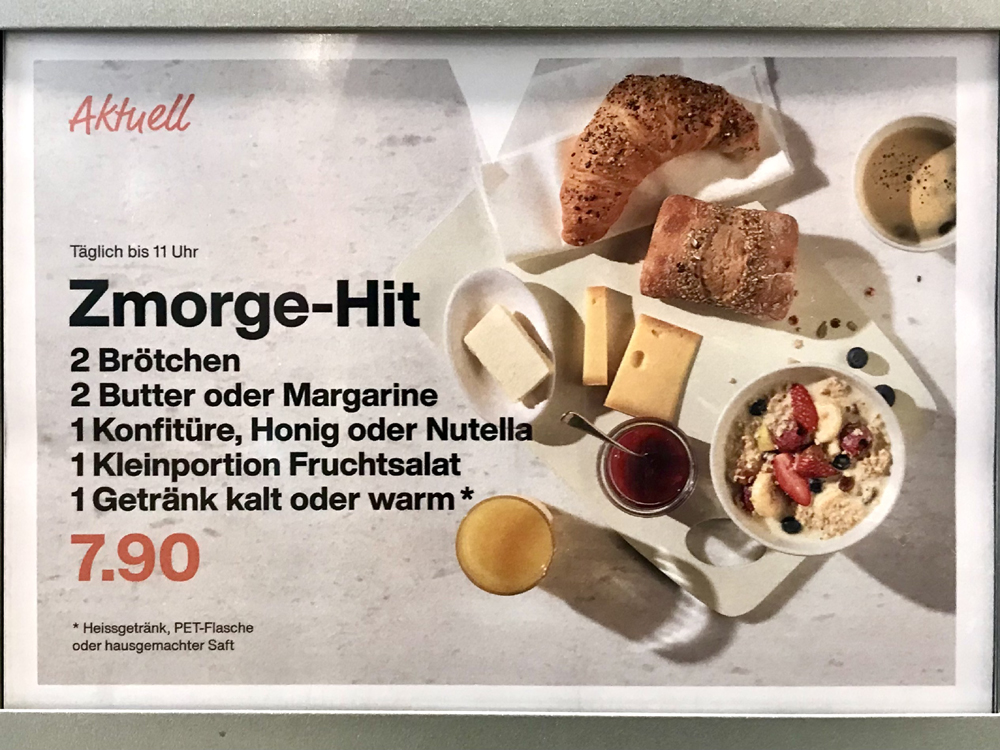 Aktuell
Täglich bis 11 Uhr
Zmorge-Hit
2 Brötchen
2 Butter oder Margarine
1 Konfitüre, Honig oder Nutella
1 Kleinportion Fruchtsalat
1 Getränk kalt oder warm*
7.90
* Heissgetränk, PET-Flasche
oder hausgemachter Saft